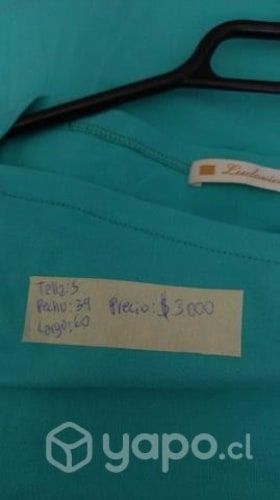 Talla: S
Pecho: 39 Precio: $3.000
Largo: 60
yapo.cl